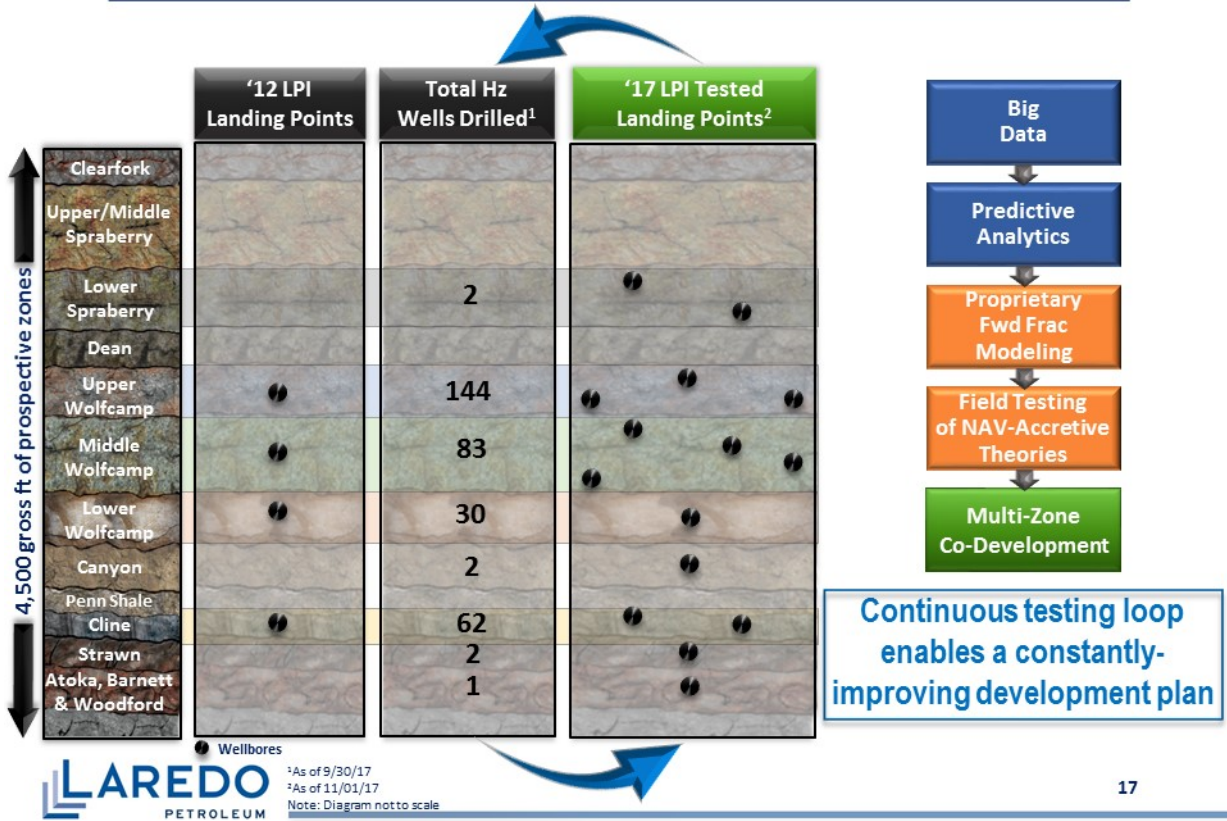 ‘12 LPI
Landing Points
Total Hz
Wells Drilled¹
‘17 LPI Tested
Landing Points²
4,500 gross ft of prospective zones
Clearfork
Upper/Middle
Spraberry
Lower
Spraberry
2
Dean
Upper
Wolfcamp
144
Middle
Wolfcamp
83
Lower
Wolfcamp
30
Canyon
2
Penn Shale
Cline
62
Strawn
2
Atoka, Barnett
& Woodford
1
Big
Data
Predictive
Analytics
Proprietary
Fwd Frac
Modeling
Field Testing
of NAV-Accretive
Theories
Multi-Zone
Co-Development
Continuous testing loop
enables a constantly-
improving development plan
Wellbores
LAREDO
PETROLEUM
¹As of 9/30/17
²As of 11/01/17
Note: Diagram not to scale
17